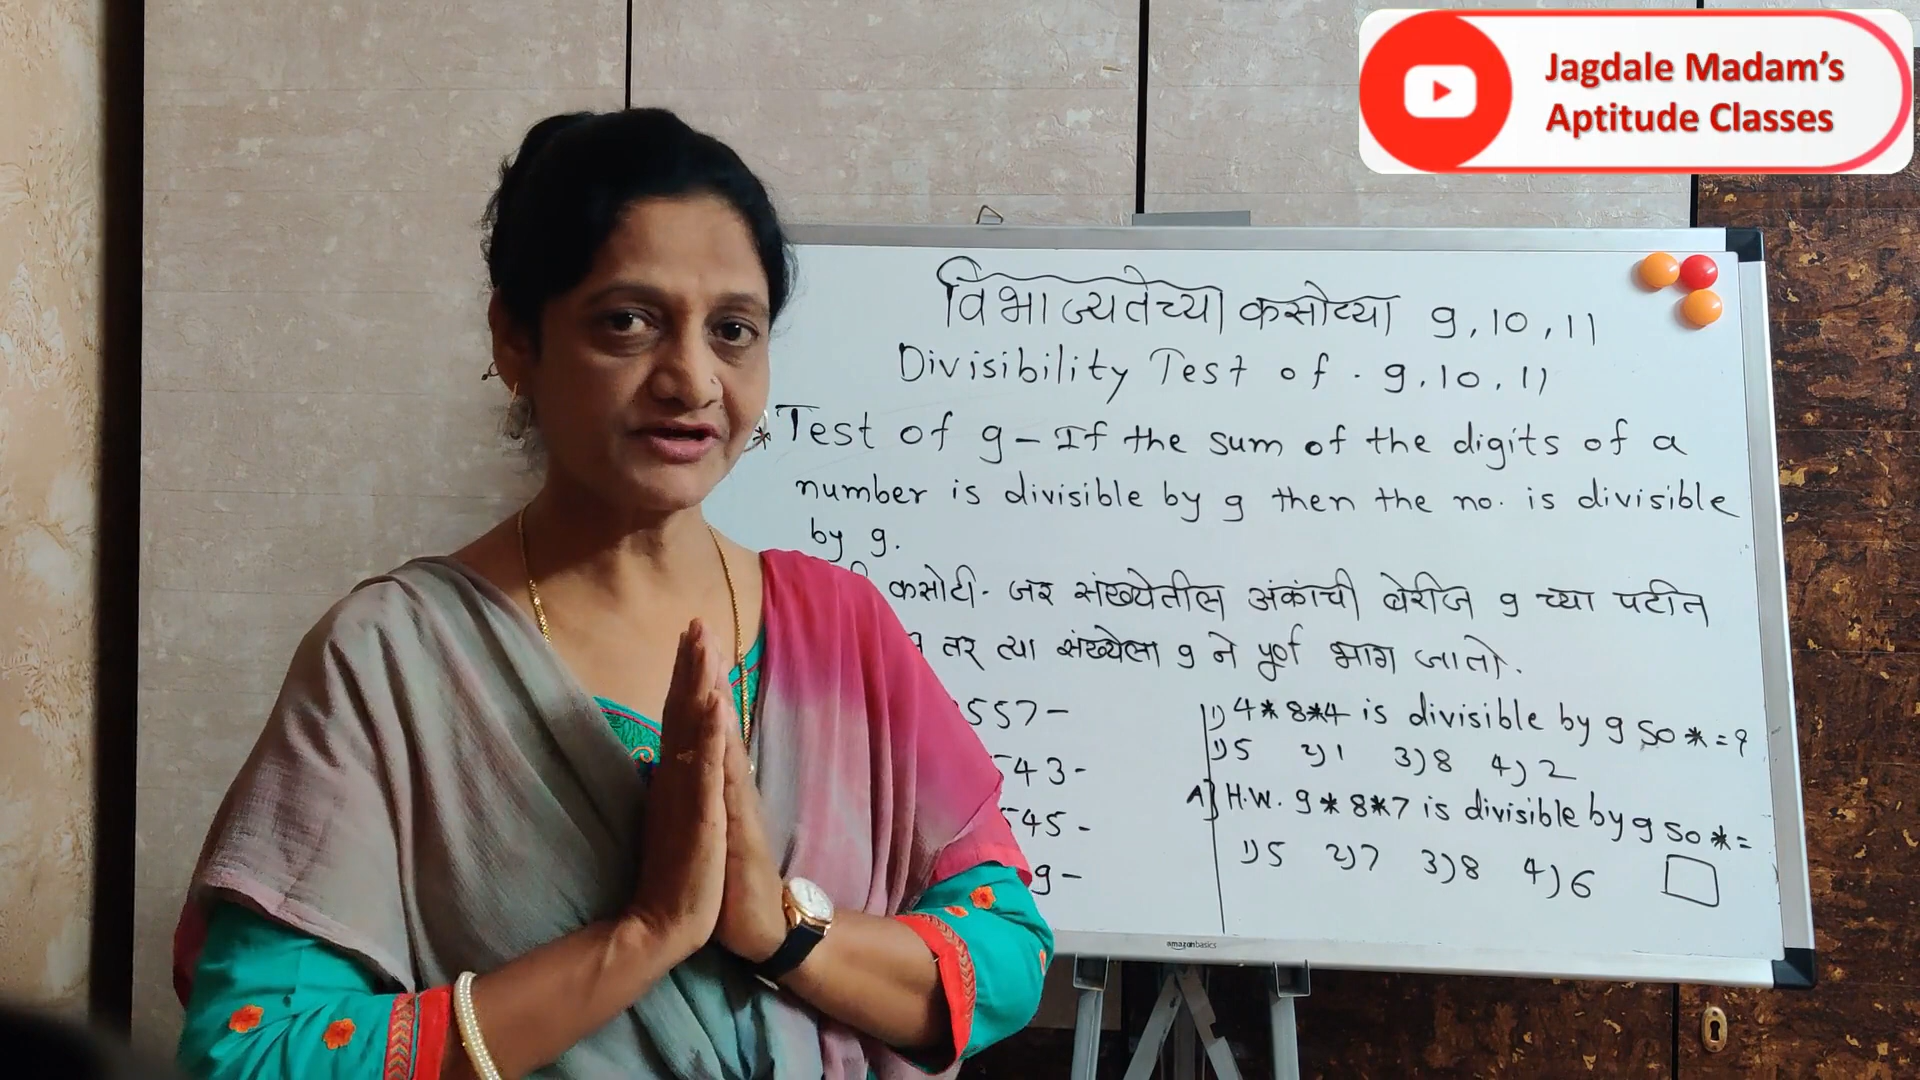 Jagdale Madam's
Aptitude Classes
विभाज्यतेच्या कसोट्या 9, 10, 11
Divisibility Test of . 9, 10, 11
* Test of 9 – If the sum of the digits of a
number is divisible by 9 then the no. is divisible
by 9.
कसोटी - जर संख्येतील अंकांची बेरीज 9 च्या पटीत
तर त्या संख्येला 9 ने पूर्ण भाग जातो.
557 –
43 -
45 -
9 –
1) 4*8*4 is divisible by 9 so * = ?
1) 5 2) 1 3) 8 4) 2
A] H.W. 9*8*7 is divisible by 9 so * =
1) 5 2) 7 3) 8 4) 6
amazonbasics